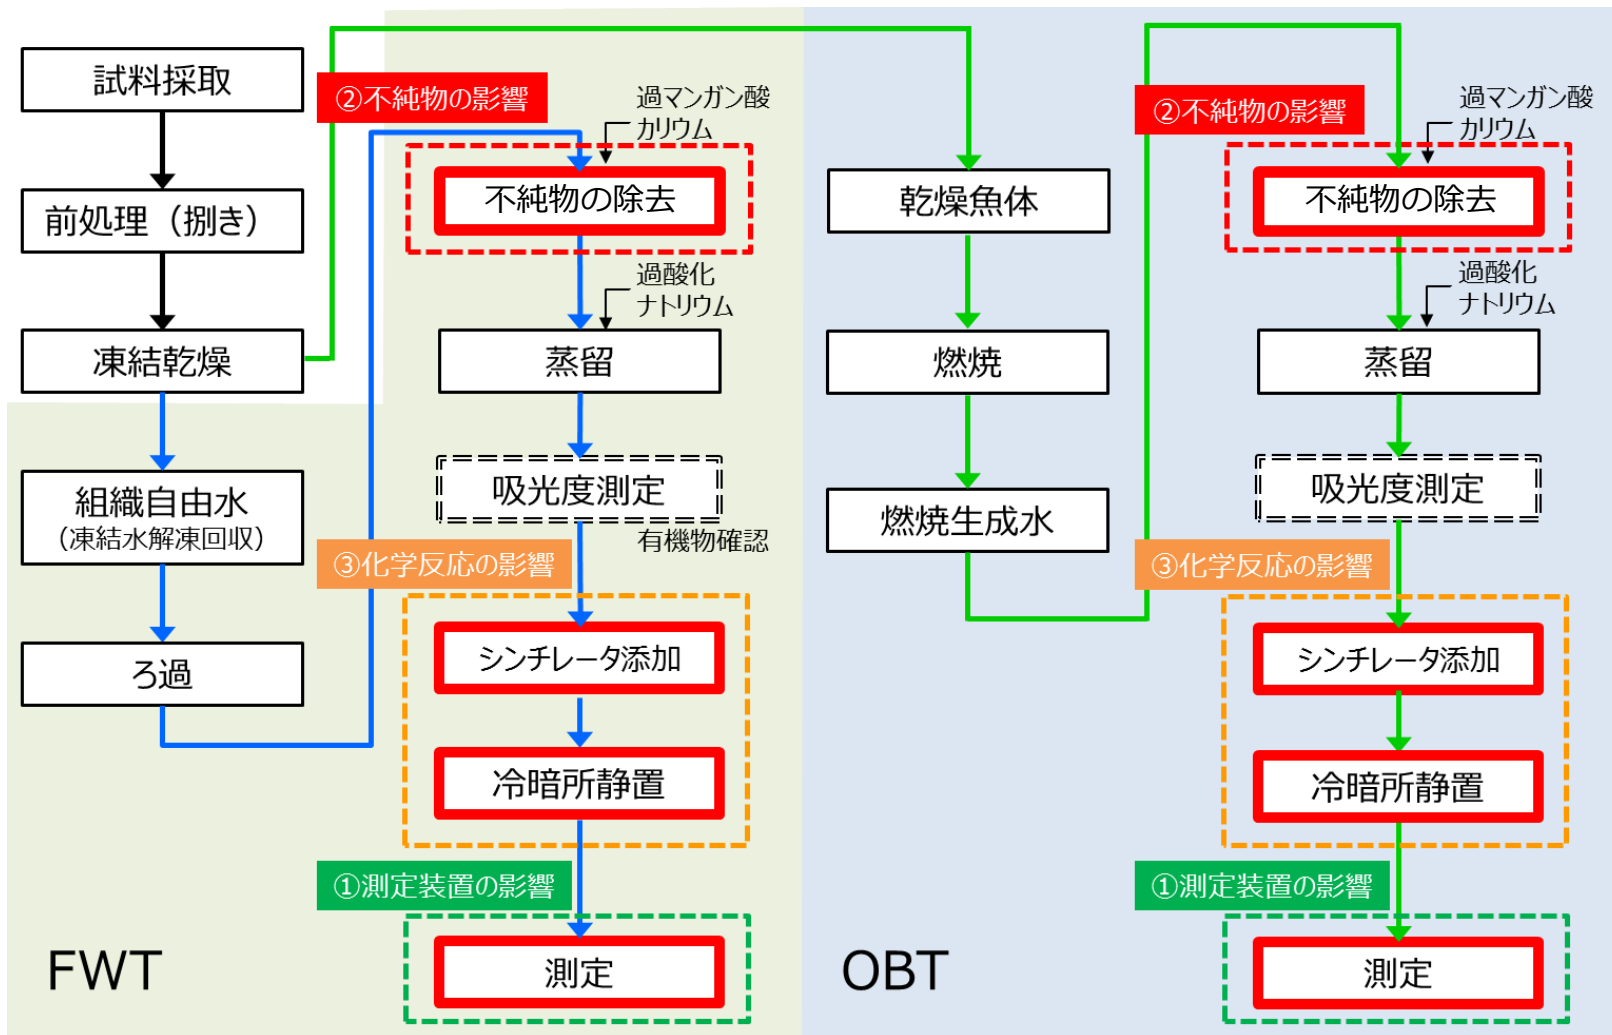 試料採取
前処理（捌き）
凍結乾燥
組織自由水
（凍結水解凍回収）
ろ過
FWT
②不純物の影響
過マンガン酸
カリウム
不純物の除去
過酸化
ナトリウム
蒸留
吸光度測定
有機物確認
③化学反応の影響
シンチレータ添加
冷暗所静置
①測定装置の影響
測定
乾燥魚体
燃焼
燃焼生成水
OBT
②不純物の影響
過マンガン酸
カリウム
不純物の除去
過酸化
ナトリウム
蒸留
吸光度測定
③化学反応の影響
シンチレータ添加
冷暗所静置
①測定装置の影響
測定